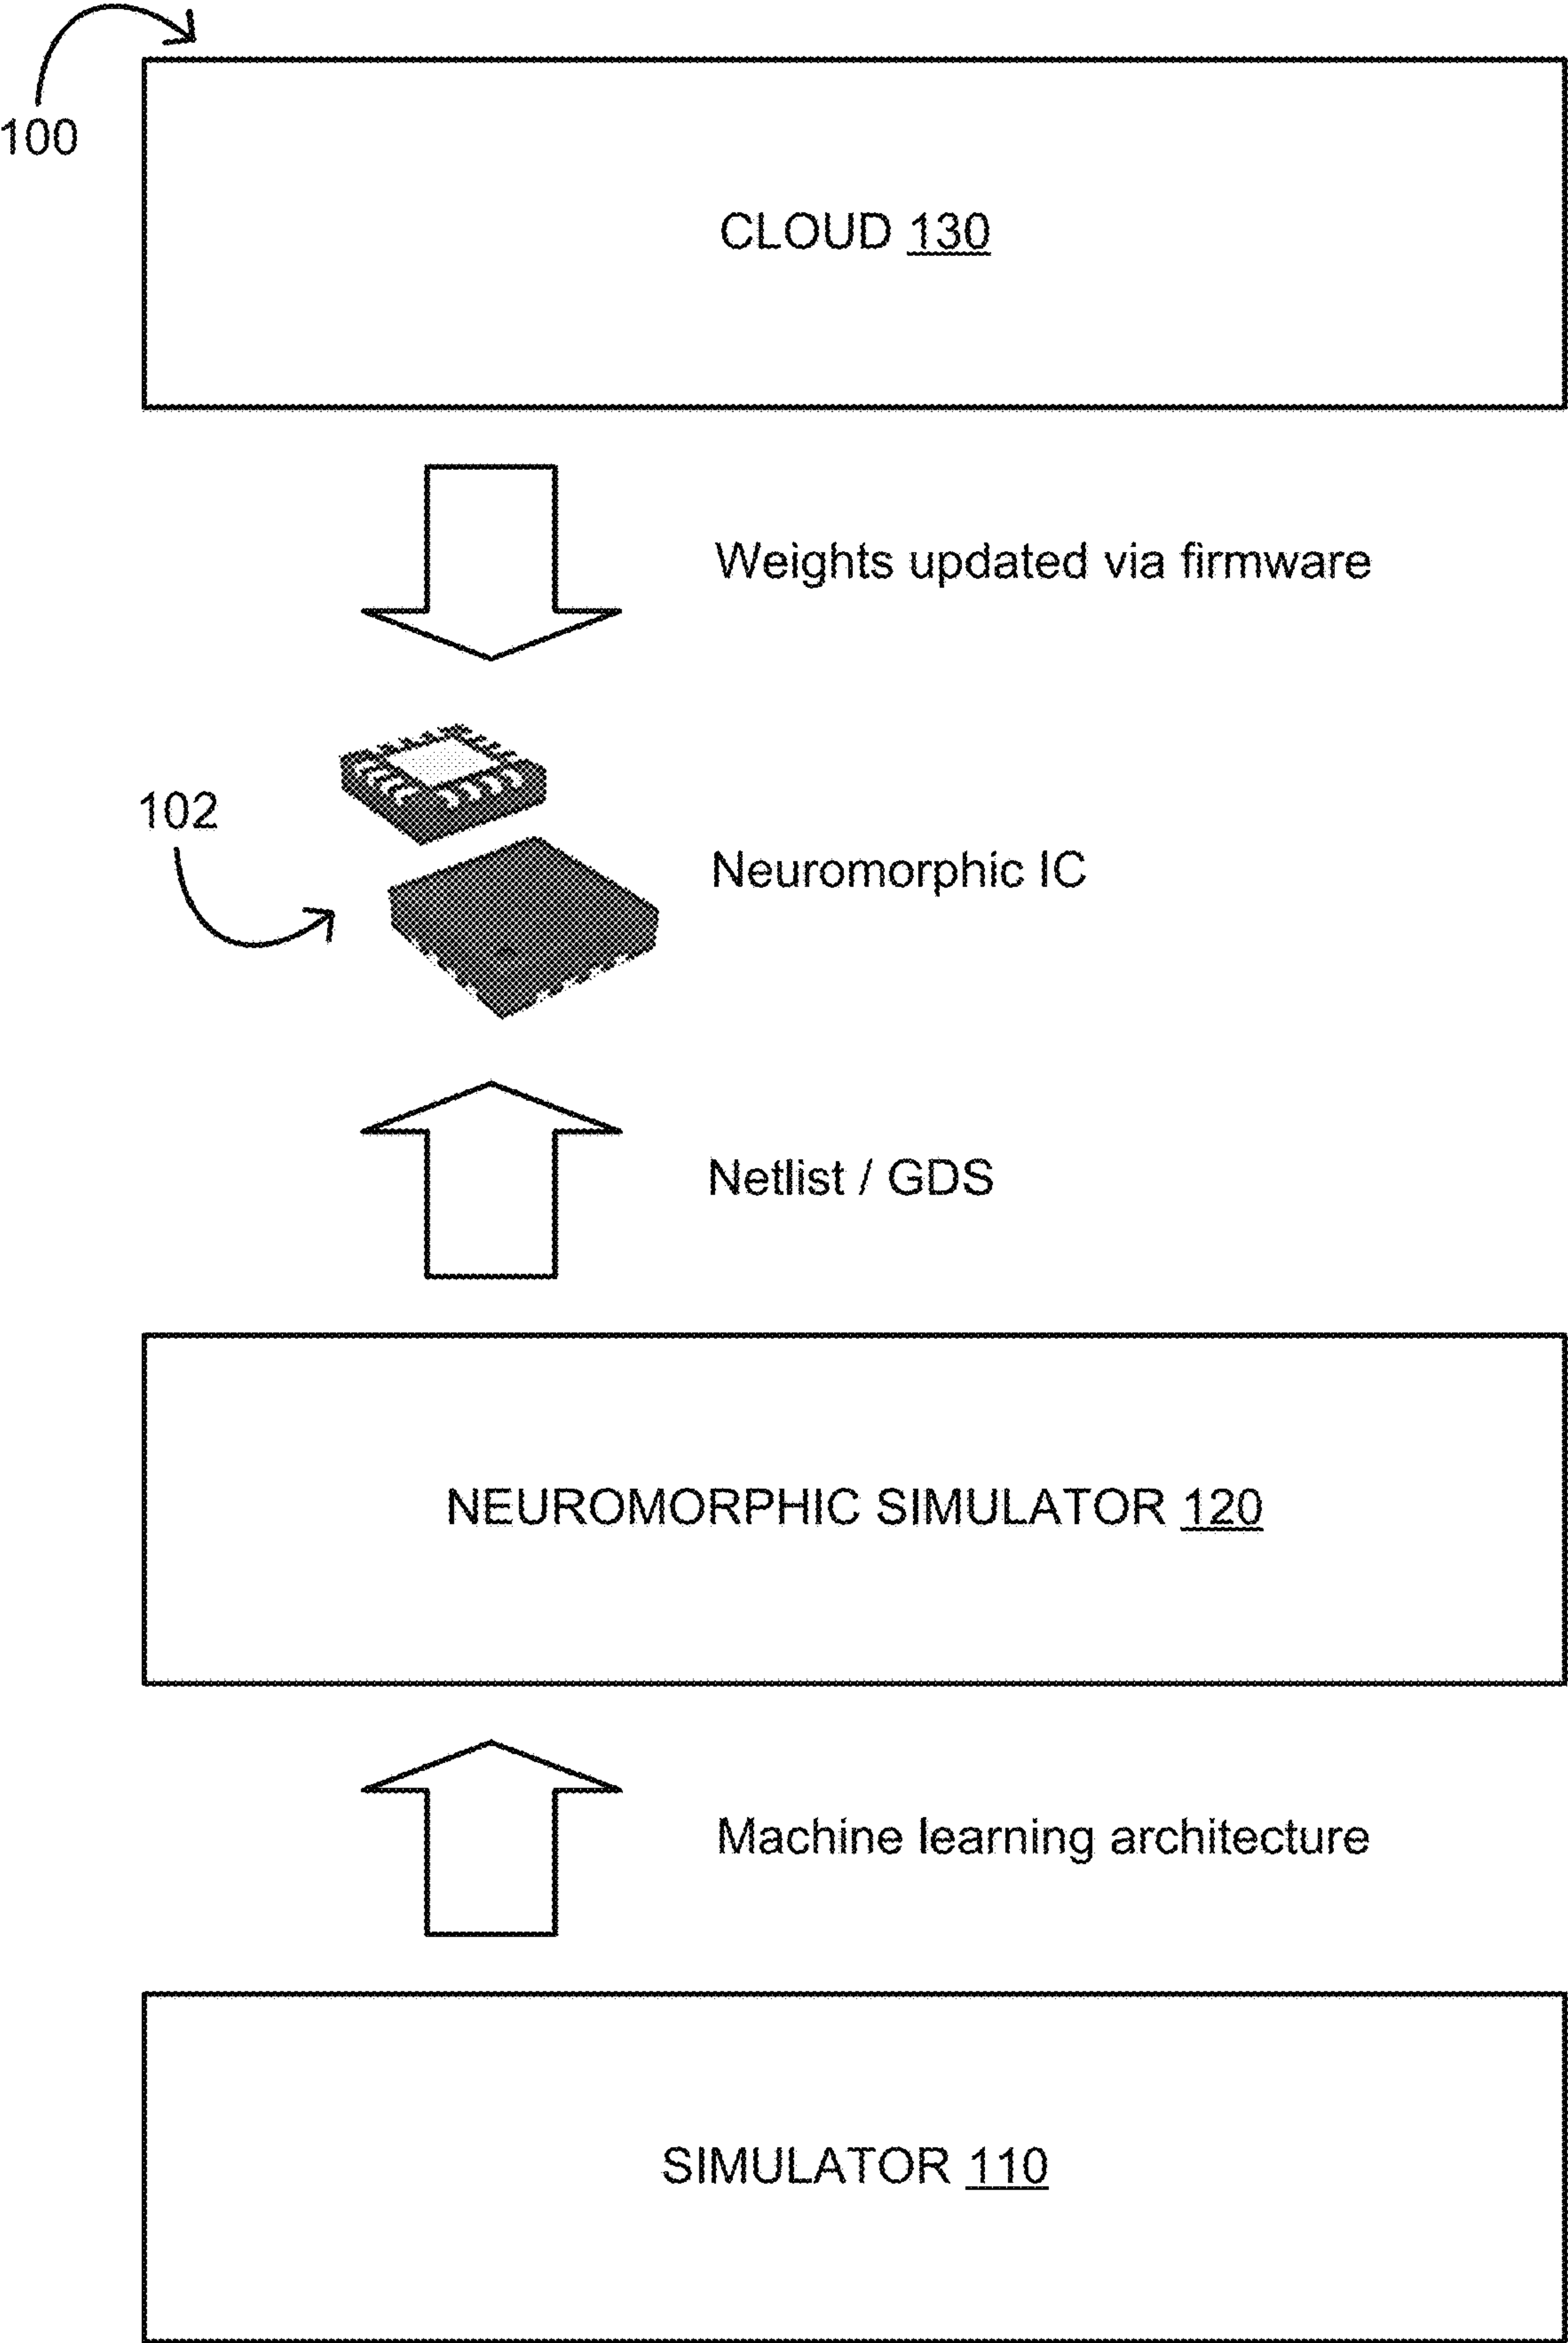 100
CLOUD 130
Weights updated via firmware
102
Neuromorphic IC
Netlist / GDS
NEUROMORPHIC SIMULATOR 120
Machine learning architecture
SIMULATOR 110